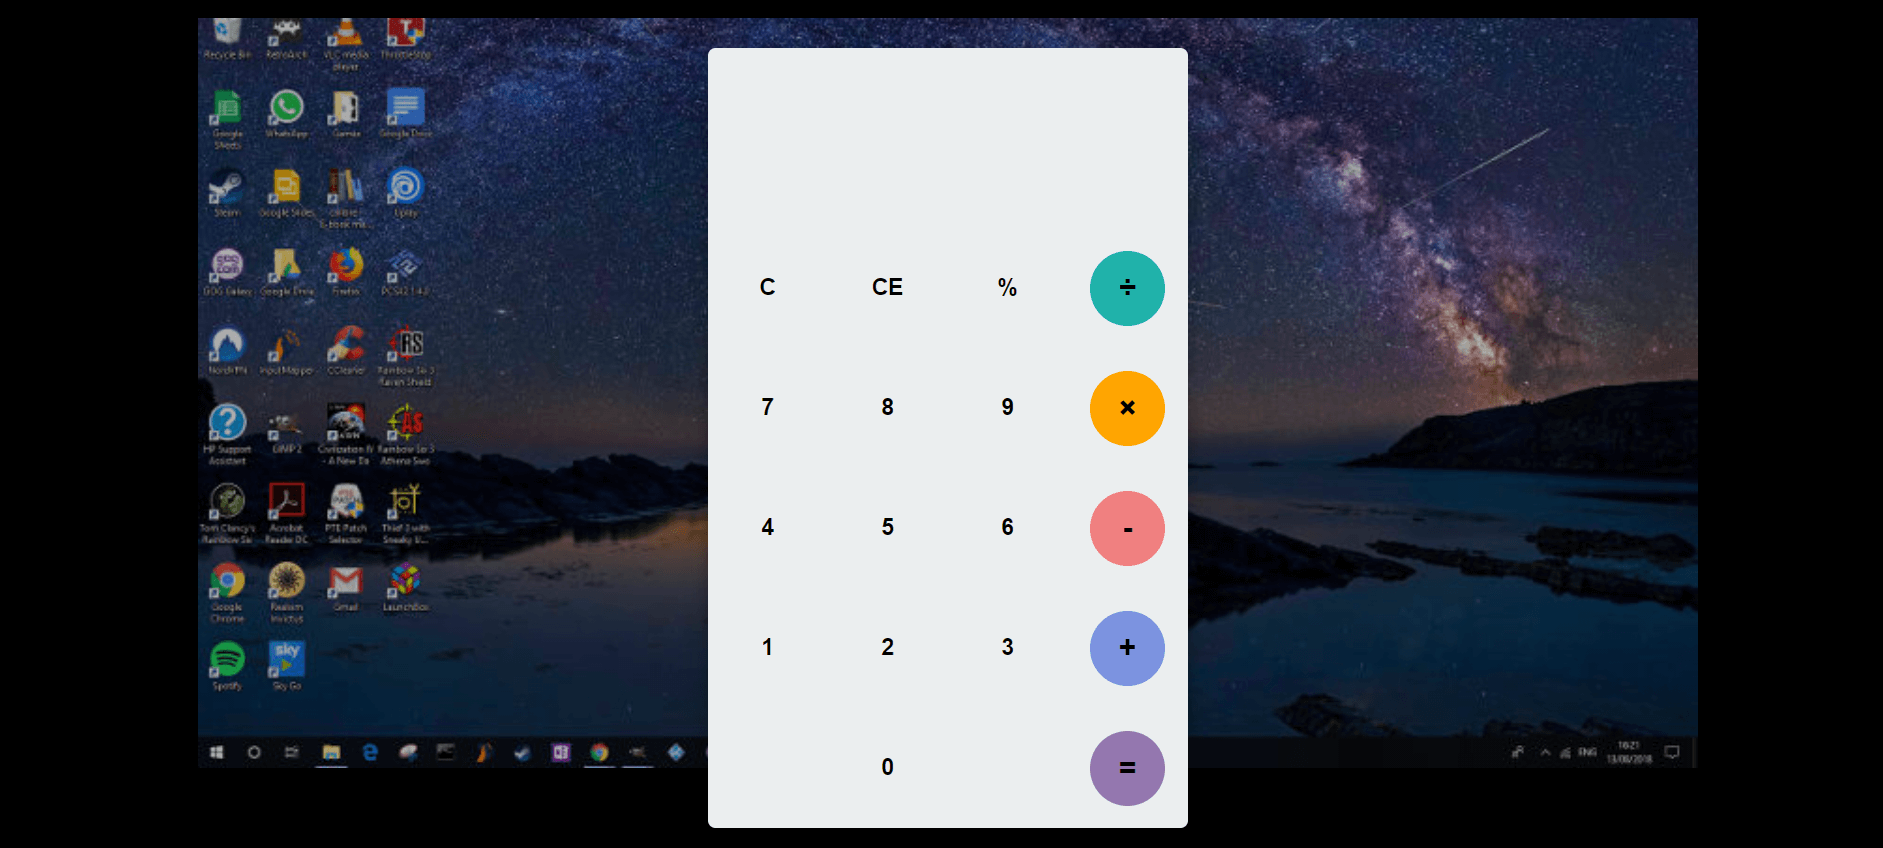 Recycle Bin
RetroArch
VLC media
player
ThrottleStop
Google
Sheets
WhatsApp
Games
Google Docs
Steam
Google Slides
calibre -
E-book ma...
Uplay
GOG Galaxy
Google Drive
Firefox
PCSX2 1.4.0
NordVPN
InputMapper
CCleaner
Rainbow Six 3
Raven Shield
HP Support
Assistant
GIMP 2
Civilization IV
- A New Da
Rainbow Six 3
Athena Swo
Tom Clancy's
Rainbow Six
Acrobat
Reader DC
PTE Patch
Selector
Thief 3 with
Sneaky U...
Google
Chrome
Realism
Invictus
Gmail
LaunchBox
Spotify
sky
Sky Go
C CE % ÷
7 8 9 ×
4 5 6 -
1 2 3 +
0 =
ENG
16:21
13/08/2018